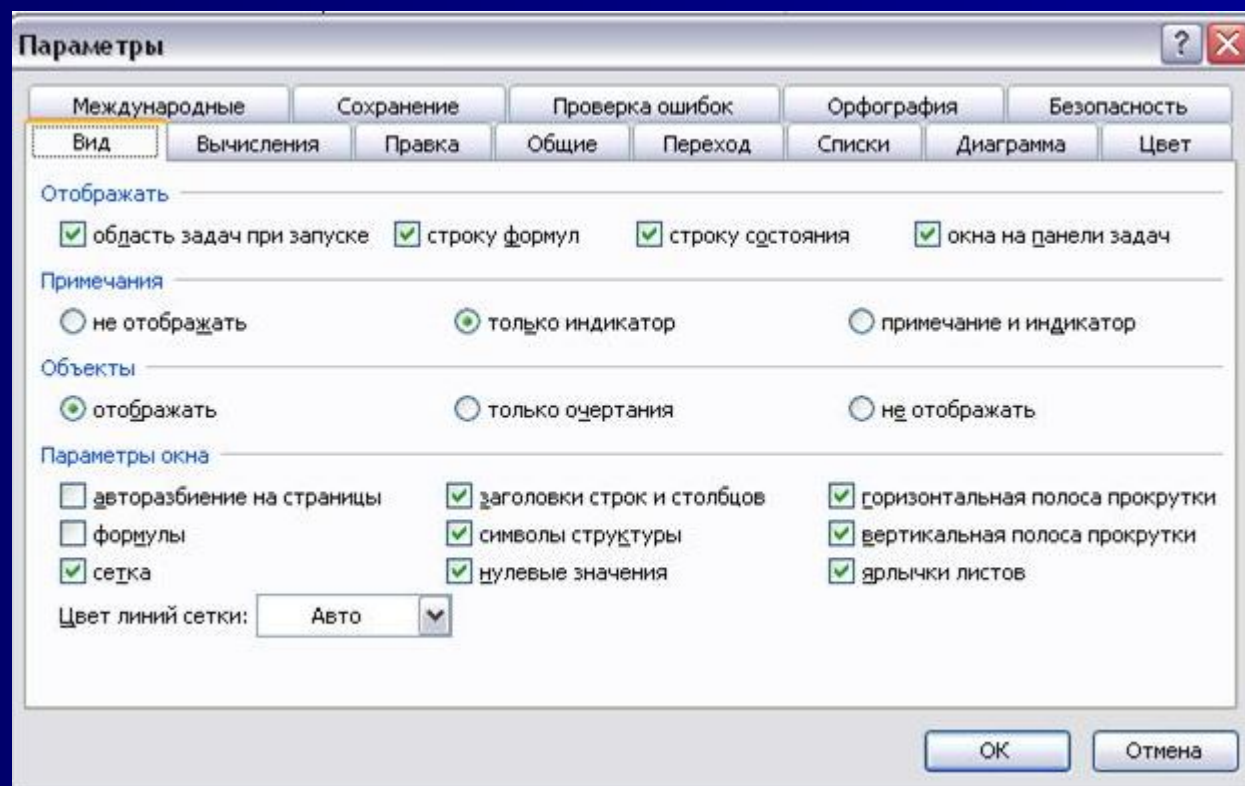 Параметры
Международные Сохранение Проверка ошибок Орфография Безопасность
Вид Вычисления Правка Общие Переход Списки Диаграмма Цвет
Отображать
область задач при запуске строку формул строку состояния окна на панели задач
Примечания
не отображать только индикатор примечание и индикатор
Объекты
отображать только очертания не отображать
Параметры окна
авторазбиение на страницы заголовки строк и столбцов горизонтальная полоса прокрутки
формулы символы структуры вертикальная полоса прокрутки
сетка нулевые значения ярлычки листов
Цвет линий сетки: Авто
ОК Отмена